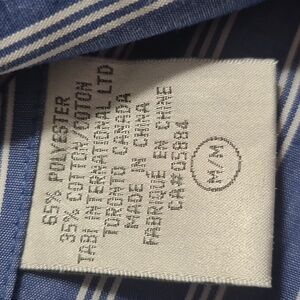 65% POLYESTER
35% COTTON/COTON
TABI INTERNATIONAL LTD
TORONTO CANADA
MADE IN CHINA
FABRIQUÉ EN CHINE
CA#05884
M/M